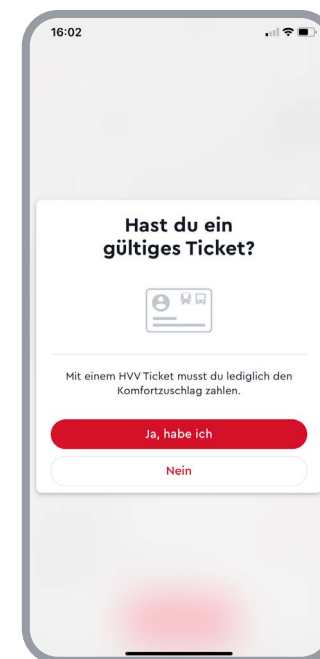 16:02
Hast du ein
gültiges Ticket?
Mit einem HVV Ticket musst du lediglich den
Komfortzuschlag zahlen.
Ja, habe ich
Nein